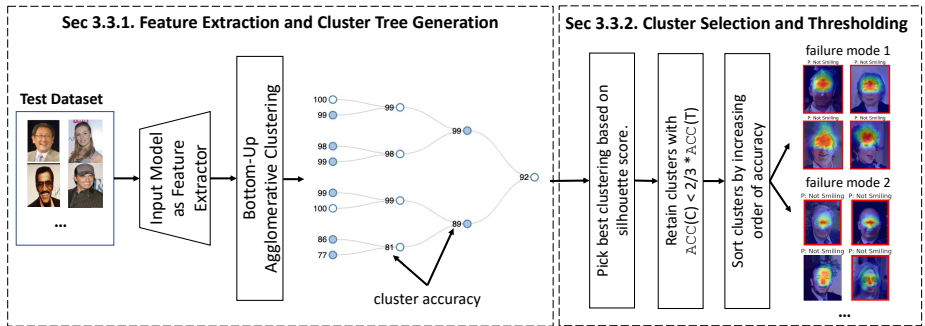 Sec 3.3.1. Feature Extraction and Cluster Tree Generation
Test Dataset
...
Input Model
as Feature
Extractor
Bottom-Up
Agglomerative Clustering
100
99
99
98
99
98
99
99
100
99
86
77
81
89
92
cluster accuracy
Sec 3.3.2. Cluster Selection and Thresholding
Pick best clustering based on
silhouette score.
Retain clusters with
ACC(C) < 2/3 * ACC(T)
Sort clusters by increasing
order of accuracy
failure mode 1
P: Not Smiling
P: Not Smiling
P: Not Smiling
P: Not Smiling
failure mode 2
P: Not Smiling
P: Not Smiling
P: Not Smiling
P: Not Smiling
...